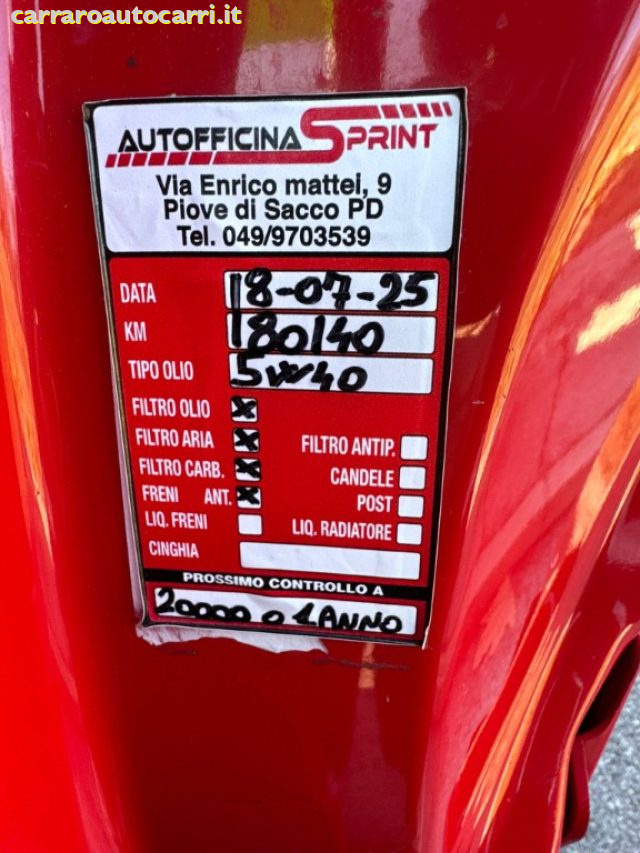 carraroautocarri.it
AUTOFFICINA SPRINT
Via Enrico mattei, 9
Piove di Sacco PD
Tel. 049/9703539
DATA 18-07-25
KM 180140
TIPO OLIO 5W40
FILTRO OLIO X
FILTRO ARIA X FILTRO ANTIP.
FILTRO CARB. X CANDELE
FRENI ANT. X POST
LIQ. FRENI LIQ. RADIATORE
CINGHIA
PROSSIMO CONTROLLO A
20000 o 1 ANNO